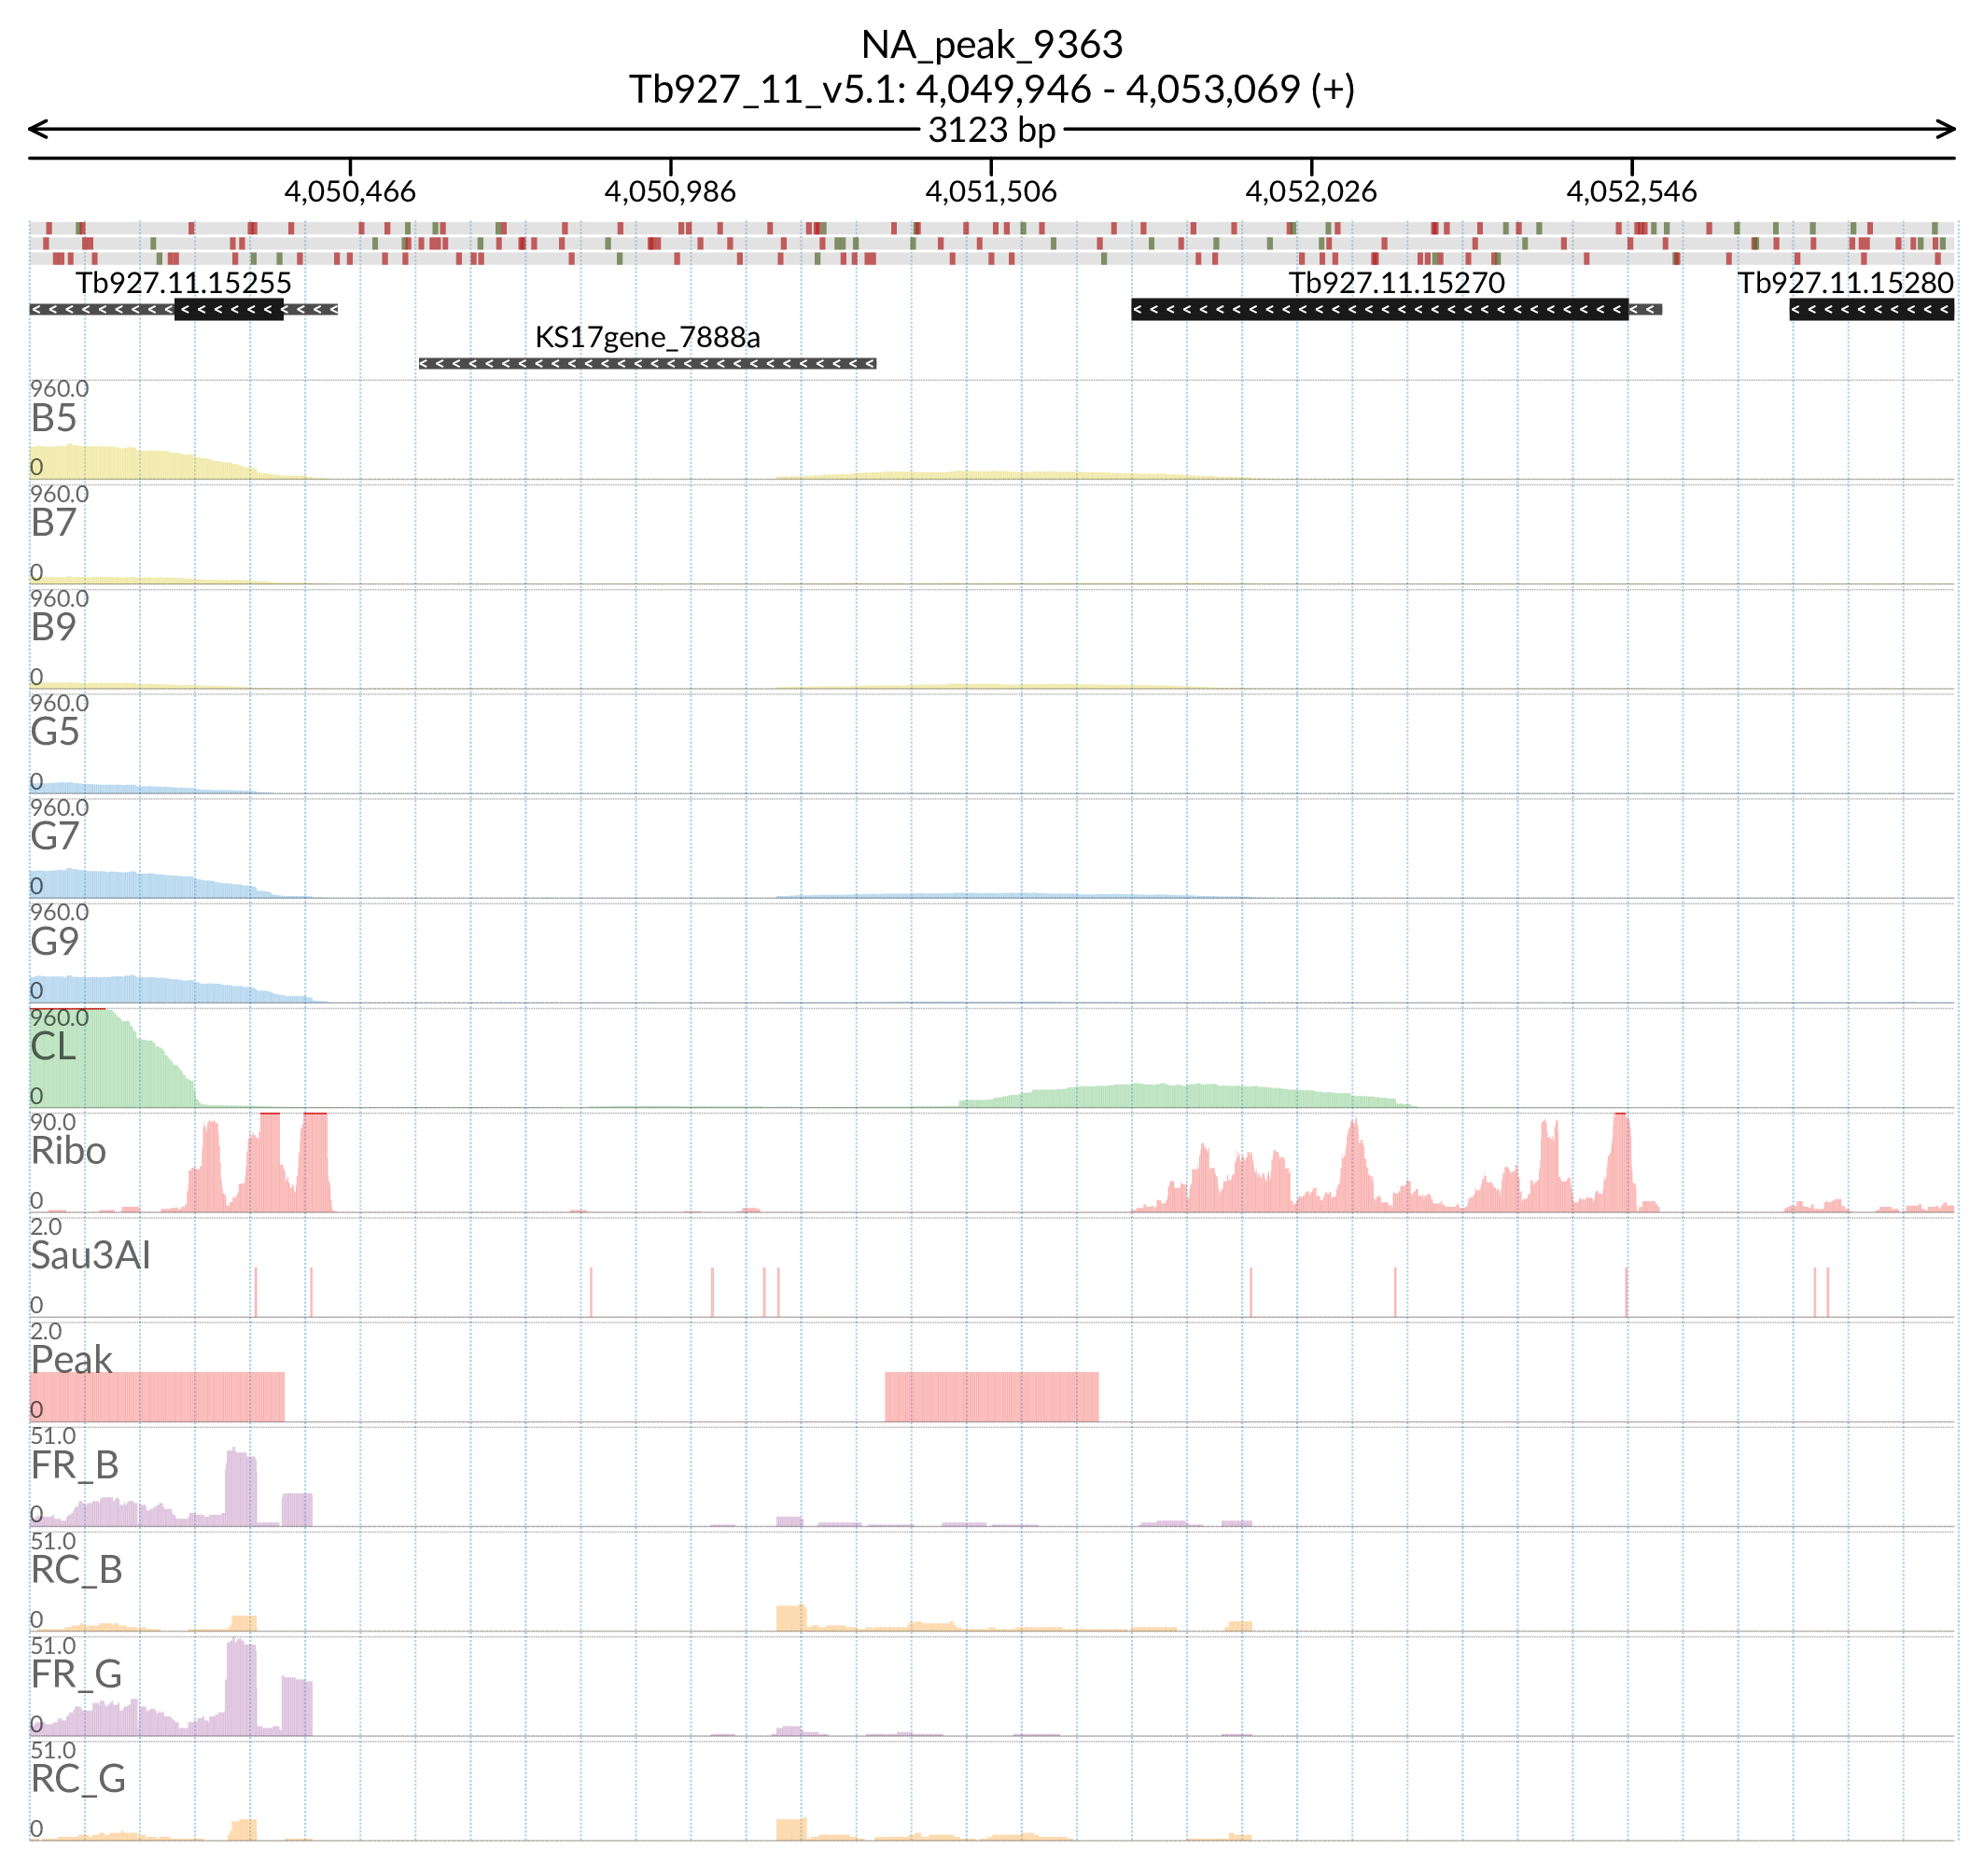 NA_peak_9363
Tb927_11_v5.1: 4,049,946 - 4,053,069 (+)
3123 bp
4,050,466 4,050,986 4,051,506 4,052,026 4,052,546
Tb927.11.15255 Tb927.11.15270 Tb927.11.15280
KS17gene_7888a
960.0
B5
0
960.0
B7
0
960.0
B9
0
960.0
G5
0
960.0
G7
0
960.0
G9
0
960.0
CL
0
90.0
Ribo
0
2.0
Sau3AI
0
2.0
Peak
0
51.0
FR_B
0
51.0
RC_B
0
51.0
FR_G
0
51.0
RC_G
0